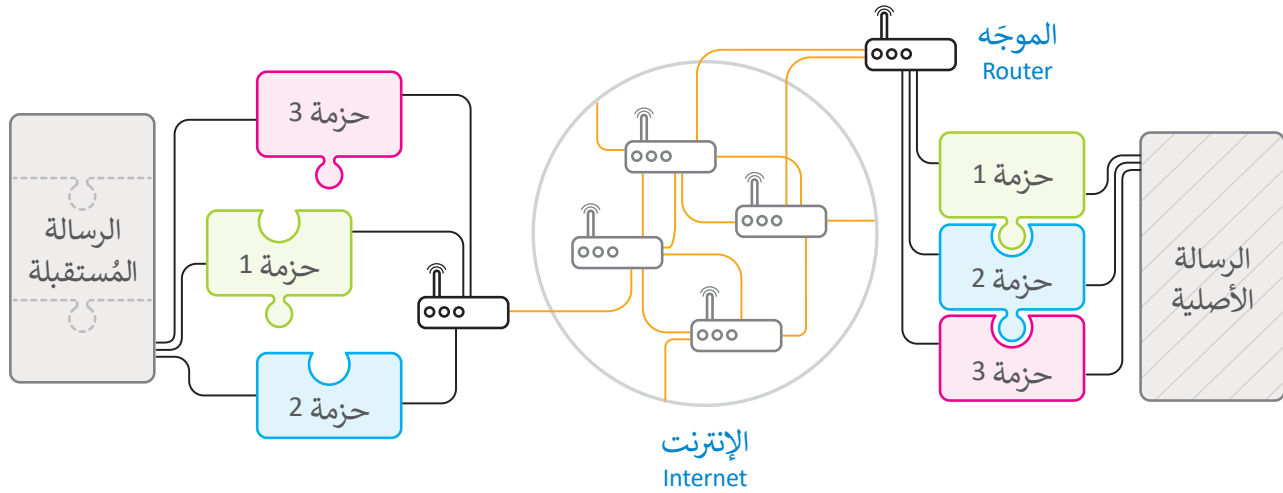 الموجَه
Router
الرسالة
الأصلية
حزمة 1
حزمة 2
حزمة 3
الإنترنت
Internet
حزمة 3
حزمة 1
حزمة 2
الرسالة
المُستقبلة